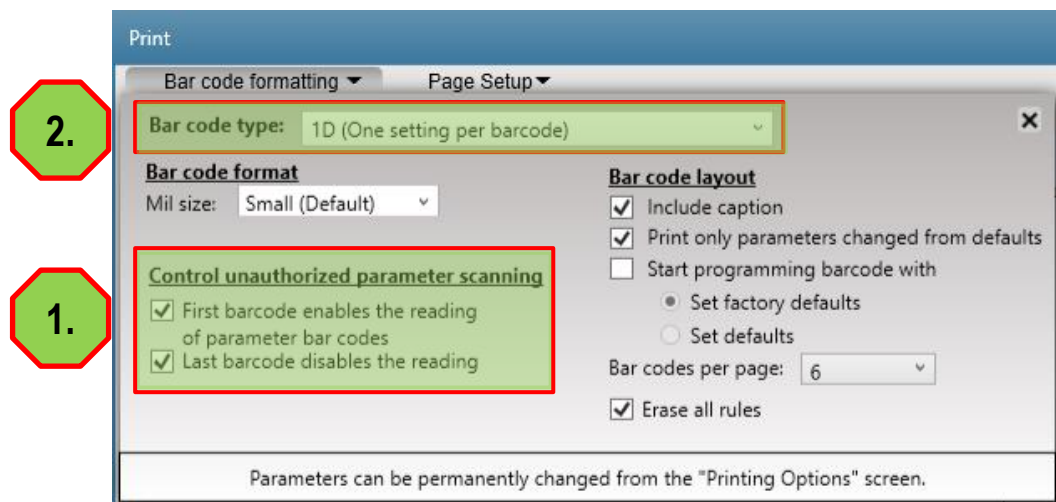 Print
Bar code formatting
Page Setup
2.
Bar code type: 1D (One setting per barcode)
Bar code format
Mil size: Small (Default)
1.
Control unauthorized parameter scanning
First barcode enables the reading
of parameter bar codes
Last barcode disables the reading
Bar code layout
Include caption
Print only parameters changed from defaults
Start programming barcode with
Set factory defaults
Set defaults
Bar codes per page: 6
Erase all rules
Parameters can be permanently changed from the "Printing Options" screen.